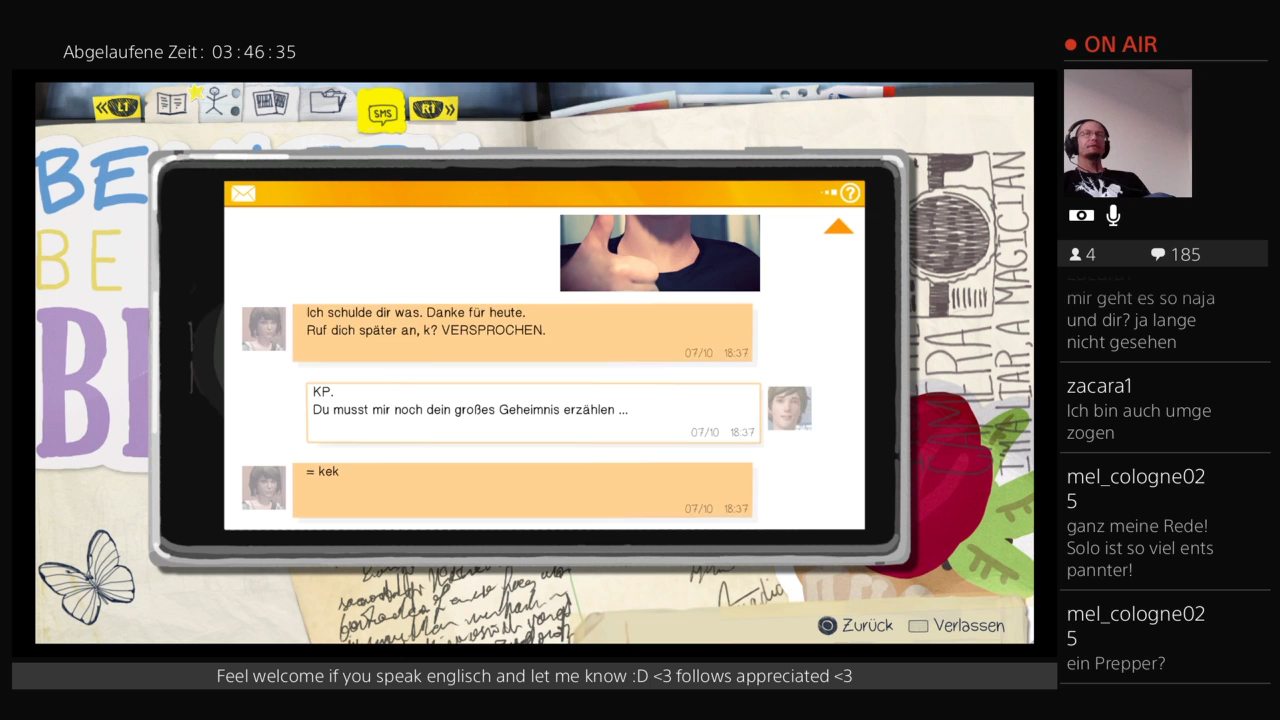 Abgelaufene Zeit: 03:46:35
ON AIR
L1
SMS
R1
BE
BE
Ich schulde dir was. Danke für heute.
Ruf dich später an, k? VERSPROCHEN.
07/10 18:37
KP.
Du musst mir noch dein großes Geheimnis erzählen ...
07/10 18:37
= kek
07/10 18:37
Zurück
Verlassen
Feel welcome if you speak englisch and let me know :D <3 follows appreciated <3
4
185
mir geht es so naja
und dir? ja lange
nicht gesehen
zacara1
Ich bin auch umge
zogen
mel_cologne02
5
ganz meine Rede!
Solo ist so viel ents
pannter!
mel_cologne02
5
ein Prepper?